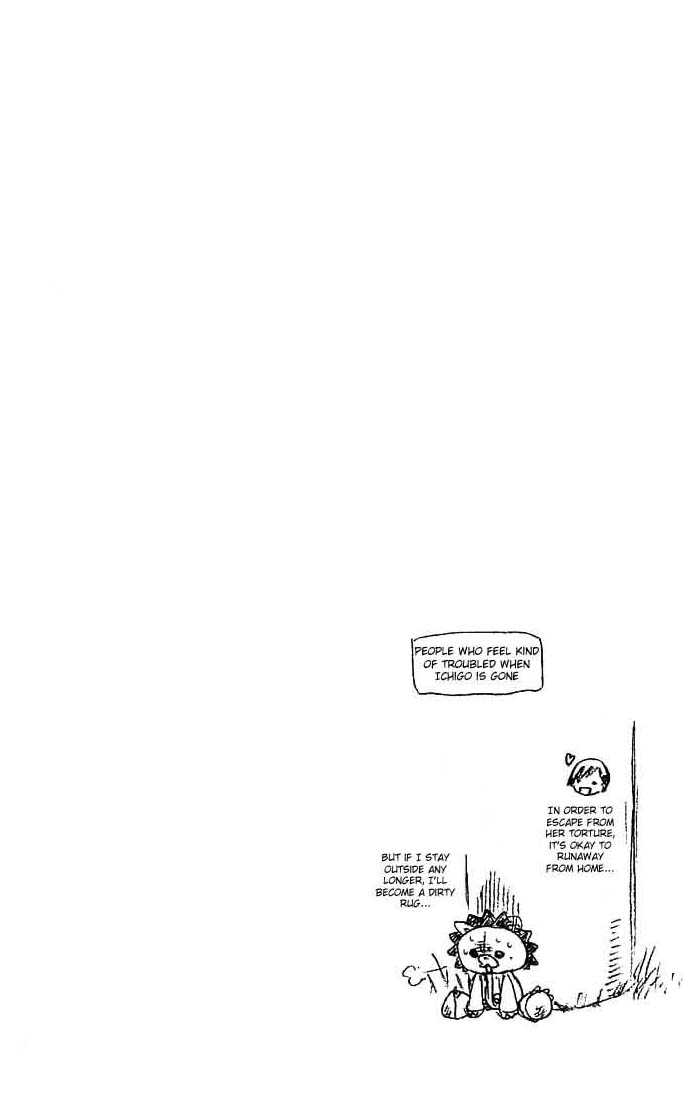 PEOPLE WHO FEEL KIND
OF TROUBLED WHEN
ICHIGO IS GONE
IN ORDER TO
ESCAPE FROM
HER TORTURE,
IT'S OKAY TO
RUNAWAY
FROM HOME...
BUT IF I STAY
OUTSIDE ANY
LONGER, I'LL
BECOME A DIRTY
RUG...